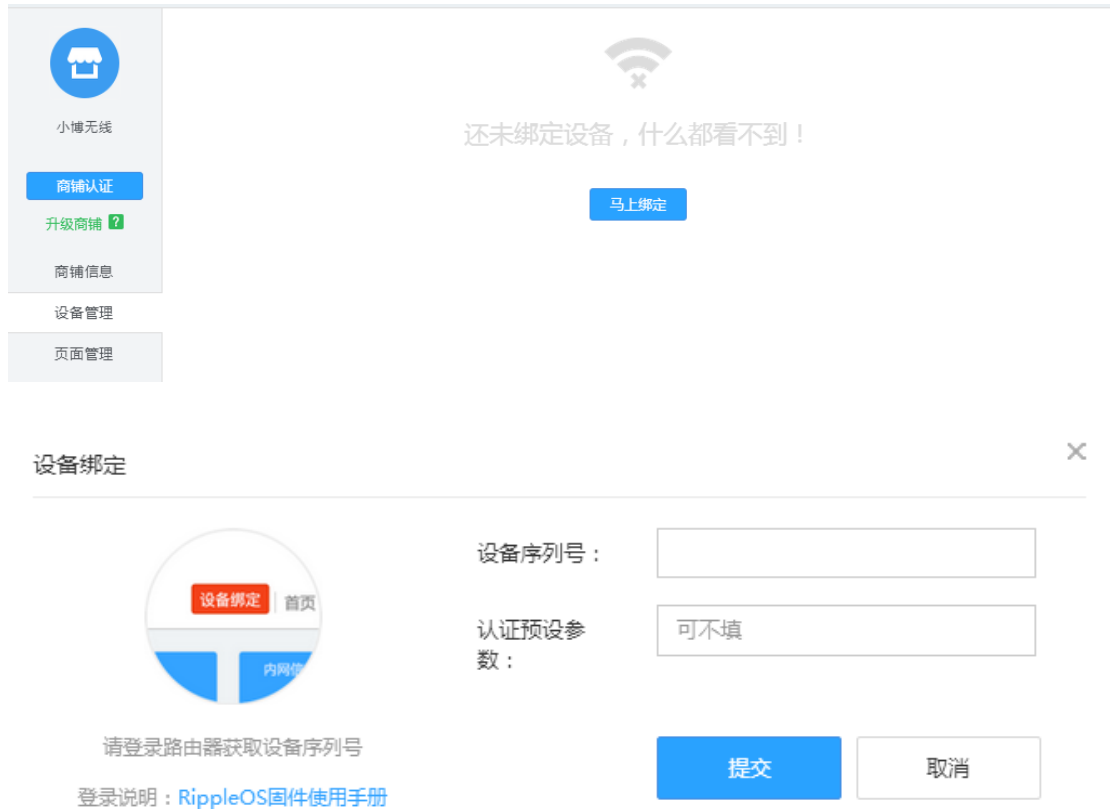 小博无线
商铺认证
升级商铺 ?
商铺信息
设备管理
页面管理
还未绑定设备，什么都看不到！
马上绑定
设备绑定
设备绑定 首页
内网信
请登录路由器获取设备序列号
登录说明：RippleOS固件使用手册
设备序列号：
认证预设参
数：
可不填
提交
取消